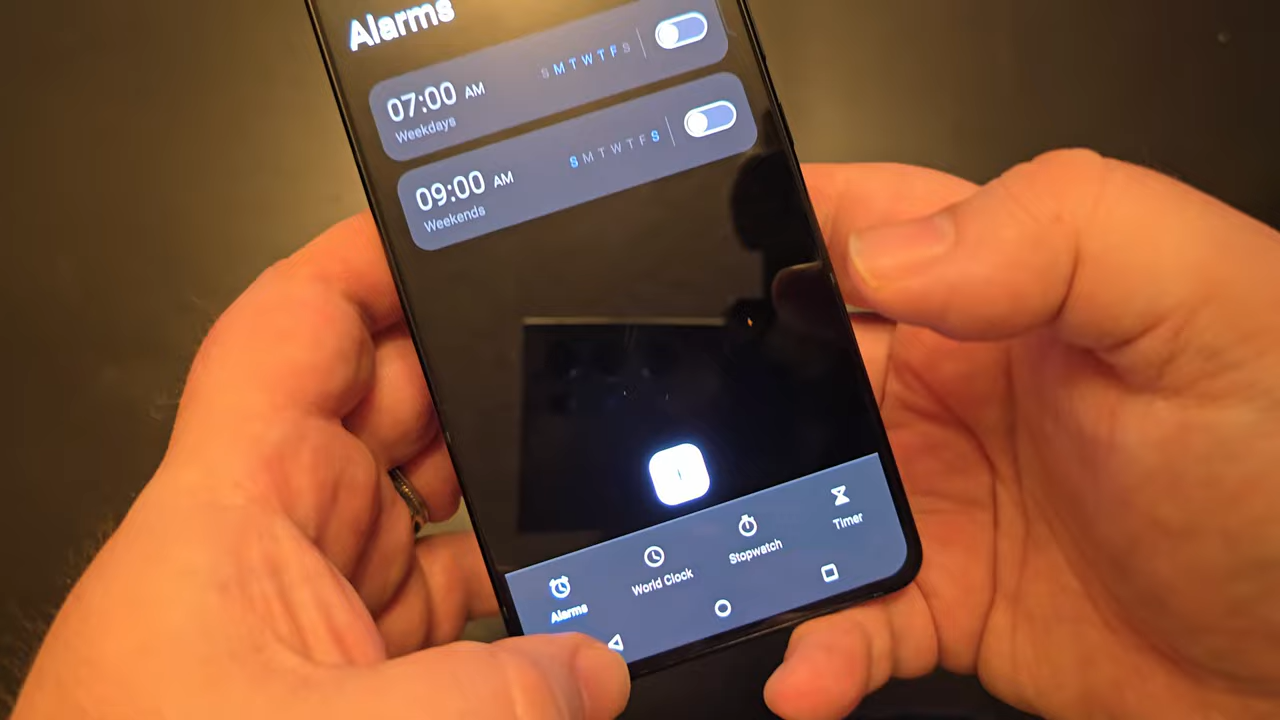 Alarms
07:00 AM
S M T W T F S
Weekdays
09:00 AM
S M T W T F S
Weekends
Alarms
World Clock
Stopwatch
Timer